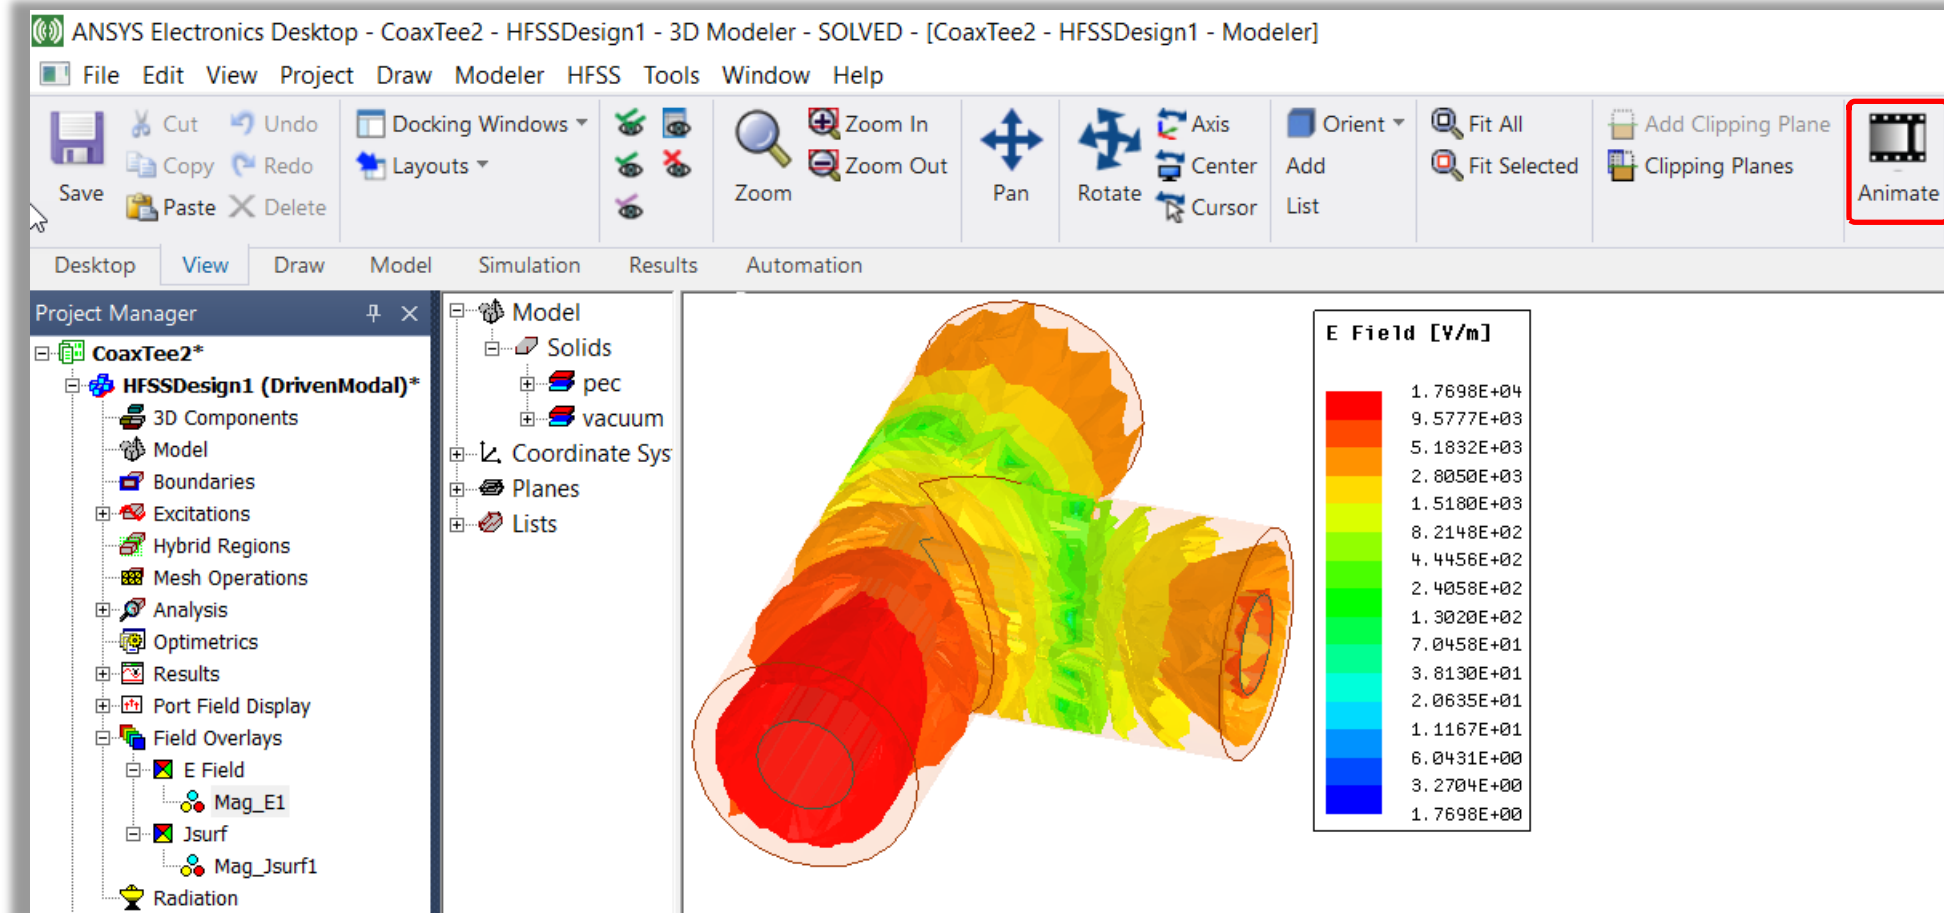 ANSYS Electronics Desktop - CoaxTee2 - HFSSDesign1 - 3D Modeler - SOLVED - [CoaxTee2 - HFSSDesign1 - Modeler]
File Edit View Project Draw Modeler HFSS Tools Window Help
Save
Cut
Undo
Copy
Redo
Paste
Delete
Docking Windows
Layouts
Zoom
Zoom In
Zoom Out
Pan
Rotate
Axis
Center
Cursor
Orient
Add
List
Fit All
Fit Selected
Add Clipping Plane
Clipping Planes
Animate
Desktop View Draw Model Simulation Results Automation
Project Manager
CoaxTee2*
HFSSDesign1 (DrivenModal)*
3D Components
Model
Boundaries
Excitations
Hybrid Regions
Mesh Operations
Analysis
Optimetrics
Results
Port Field Display
Field Overlays
E Field
Mag_E1
Jsurf
Mag_Jsurf1
Radiation
Model
Solids
pec
vacuum
Coordinate Sys
Planes
Lists
E Field [V/m]
1.7698E+04
9.5777E+03
5.1832E+03
2.8050E+03
1.5180E+03
8.2148E+02
4.4456E+02
2.4058E+02
1.3020E+02
7.0458E+01
3.8130E+01
2.0635E+01
1.1167E+01
6.0431E+00
3.2704E+00
1.7698E+00